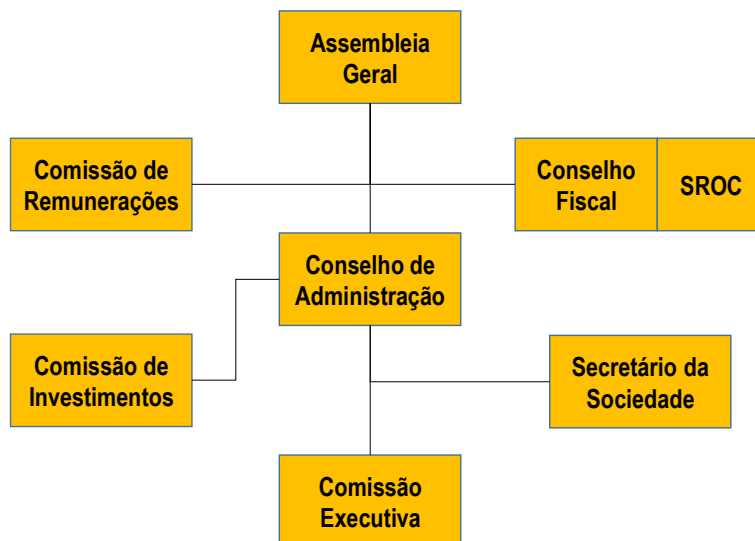 Assembleia
Geral
Comissão de
Remunerações
Conselho
Fiscal
SROC
Conselho de
Administração
Comissão de
Investimentos
Secretário da
Sociedade
Comissão
Executiva